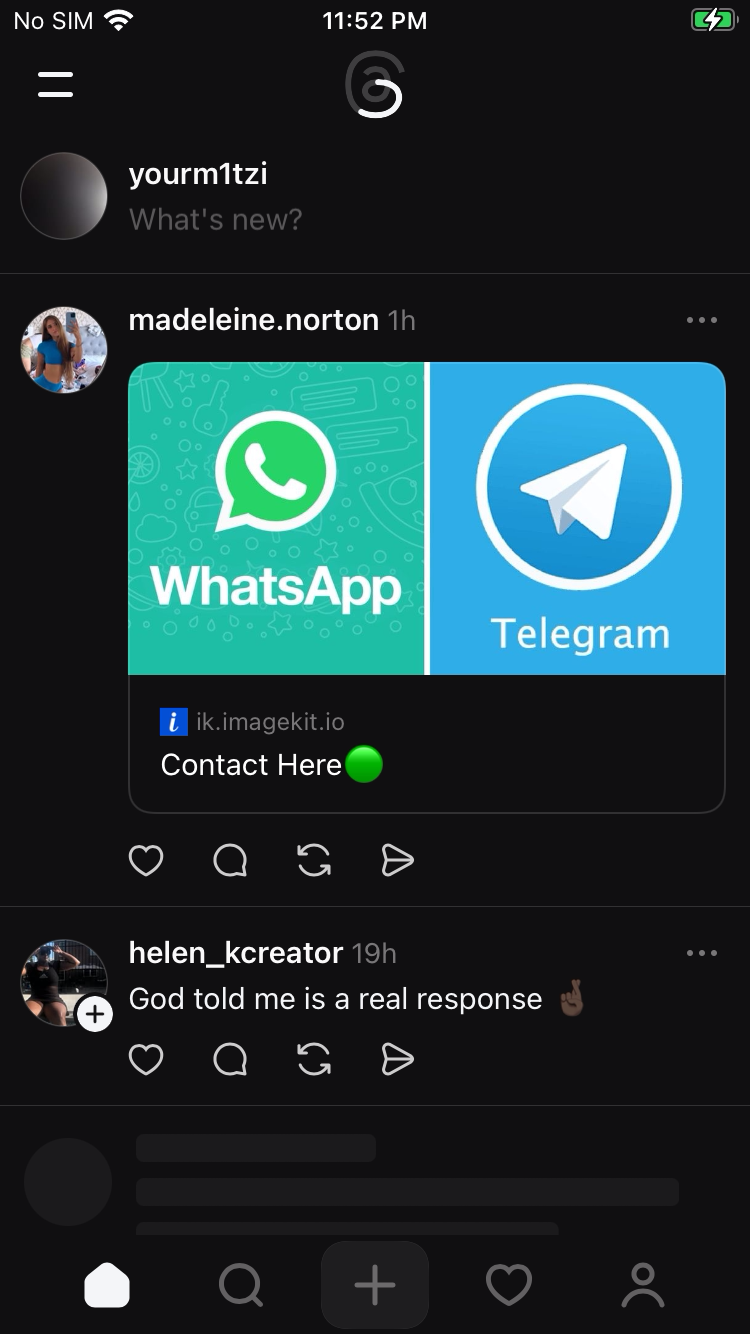 No SIM 11:52 PM
yourm1tzi
What's new?
madeleine.norton 1h
WhatsApp
Telegram
i ik.imagekit.io
Contact Here
helen_kcreator 19h
God told me is a real response